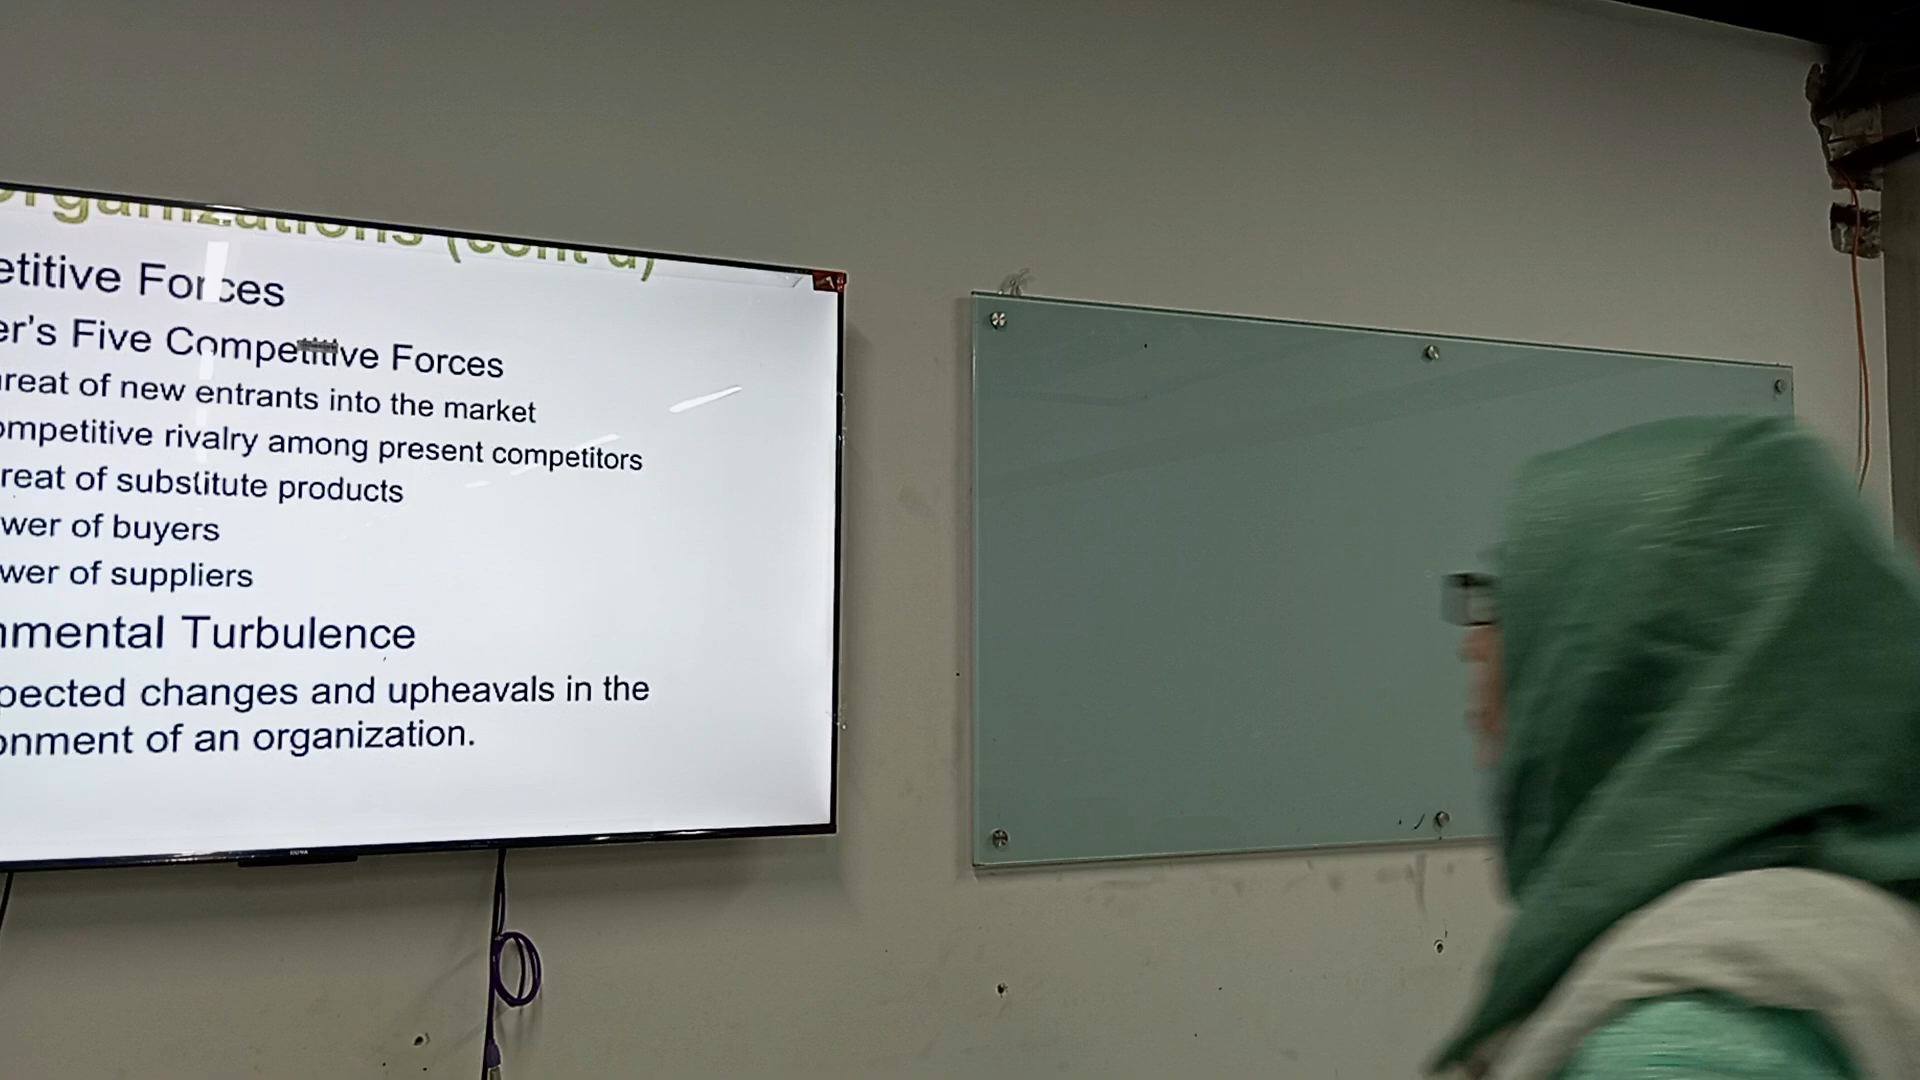 organizations (cont'd)
etitive Forces
er's Five Competitive Forces
reat of new entrants into the market
ompetitive rivalry among present competitors
reat of substitute products
wer of buyers
wer of suppliers
nmental Turbulence
pected changes and upheavals in the
onment of an organization.